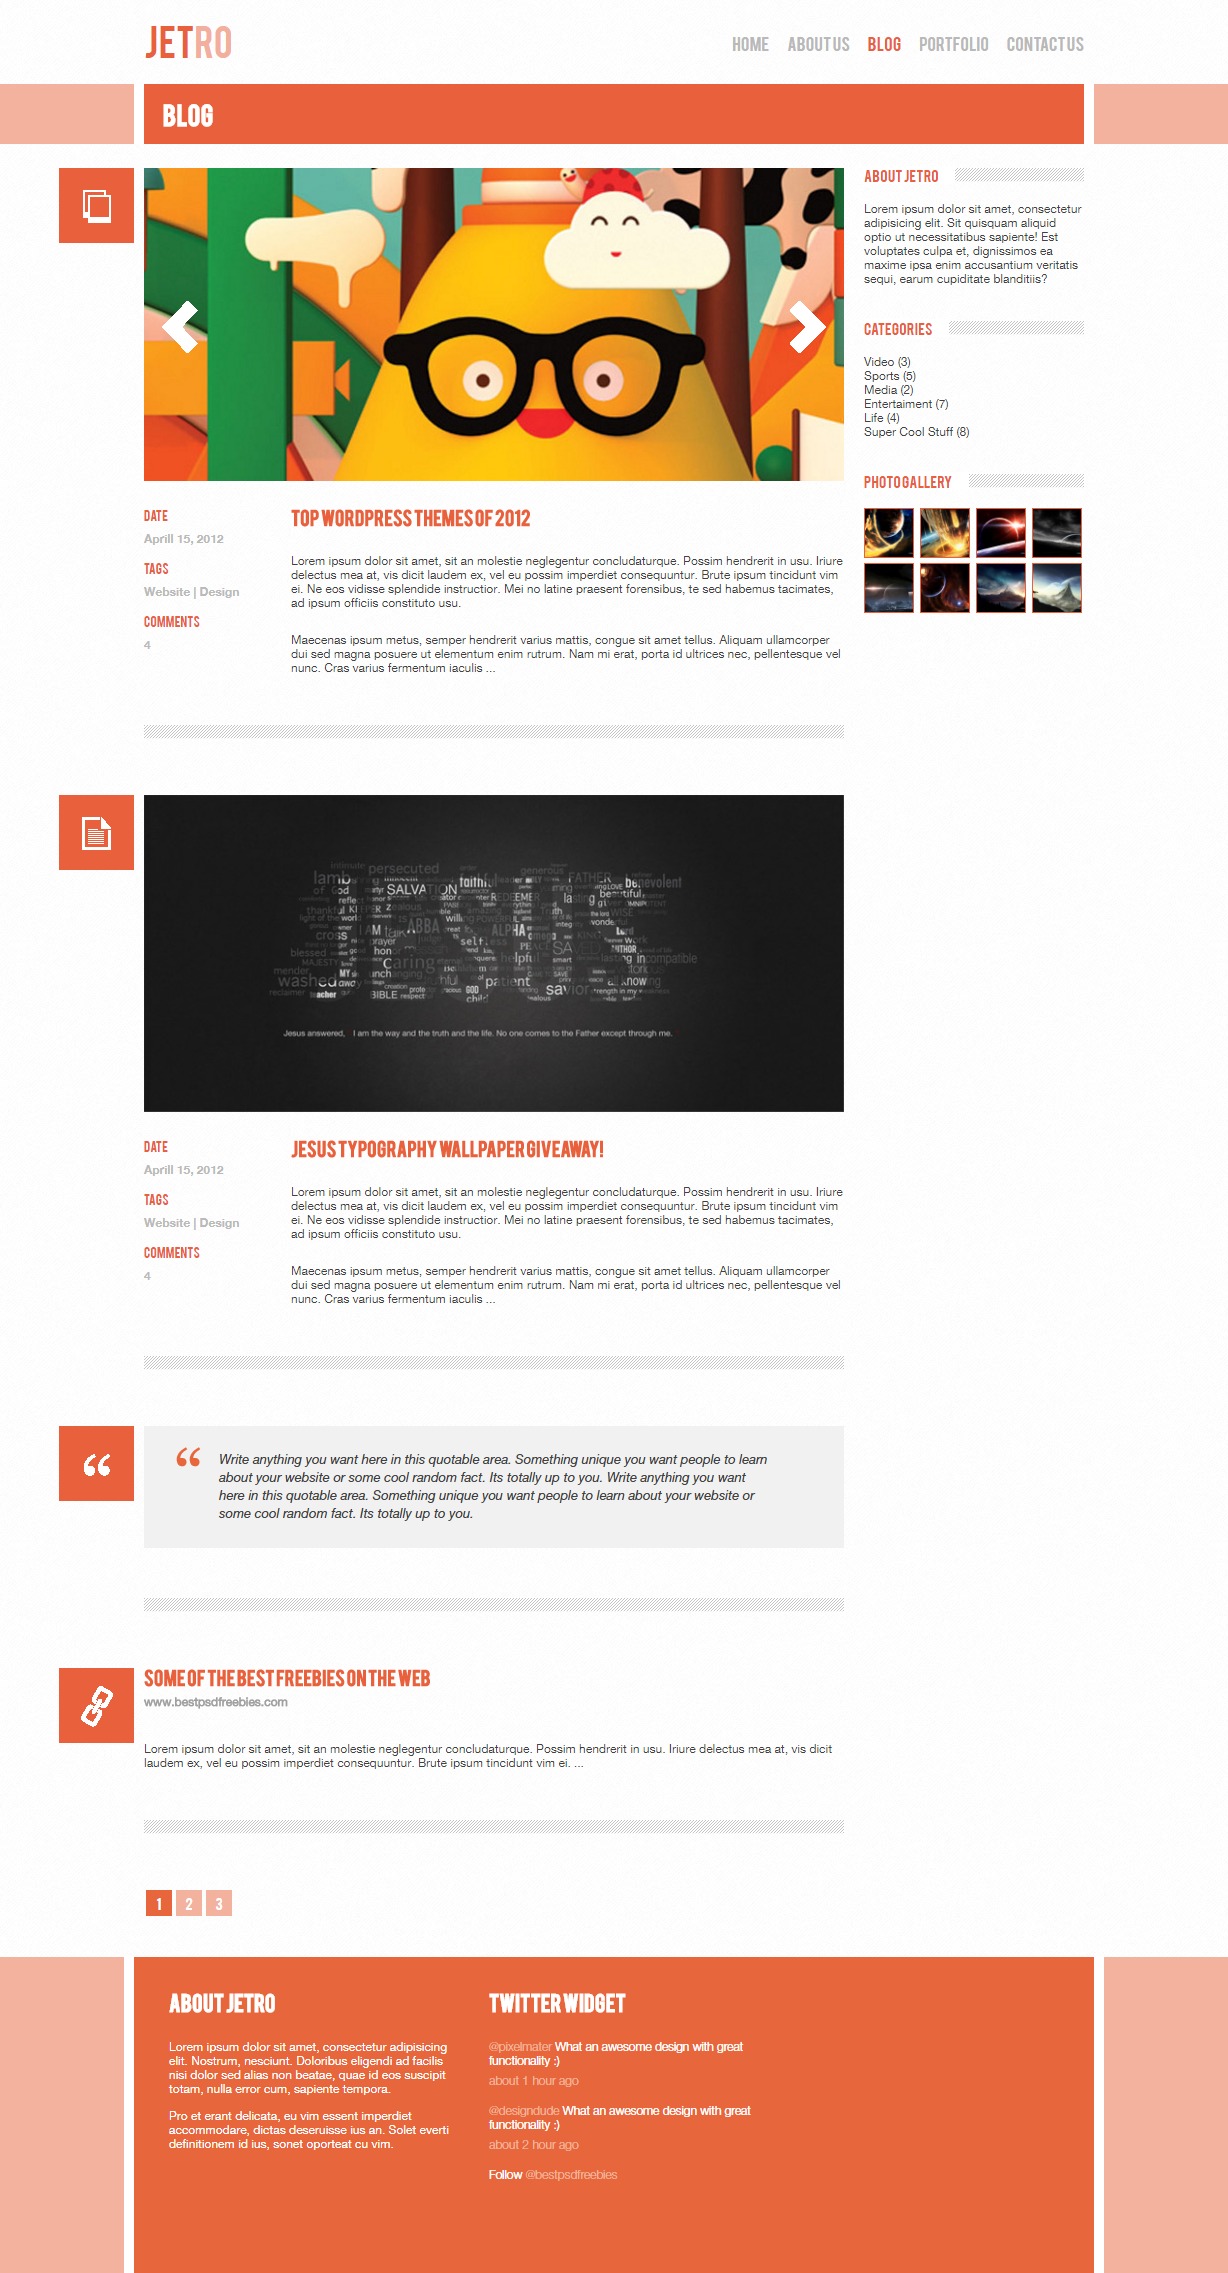 JETRO
HOME ABOUT US BLOG PORTFOLIO CONTACT US
BLOG
TOP WORDPRESS THEMES OF 2012
DATE
Aprill 15, 2012
TAGS
Website | Design
COMMENTS
4
Lorem ipsum dolor sit amet, sit an molestie neglegentur concludaturque. Possim hendrerit in usu. Iriure
delectus mea at, vis dicit laudem ex, vel eu possim imperdiet consequuntur. Brute ipsum tincidunt vim
ei. Ne eos vidisse splendide instructior. Mei no latine praesent forensibus, te sed habemus tacimates,
ad ipsum officiis constituto usu.
Maecenas ipsum metus, semper hendrerit varius mattis, congue sit amet tellus. Aliquam ullamcorper
dui sed magna posuere ut elementum enim rutrum. Nam mi erat, porta id ultrices nec, pellentesque vel
nunc. Cras varius fermentum iaculis ...
ABOUT JETRO
Lorem ipsum dolor sit amet, consectetur
adipisicing elit. Sit quisquam aliquid
optio ut necessitatibus sapiente! Est
voluptates culpa et, dignissimos ea
maxime ipsa enim accusantium veritatis
sequi, earum cupiditate blanditiis?
CATEGORIES
Video (3)
Sports (5)
Media (2)
Entertaiment (7)
Life (4)
Super Cool Stuff (8)
PHOTO GALLERY
intimate persecuted generous FATHER
lamb SALVATION faithful benevolent
of God REDEEMER beautiful
thankful KEEPER zealous lasting
light of the world ABBA willing POWERFUL truth WISE
cross I AM ALPHA wonderful
prayer judge selfless omega KING Lord Work
blessed honor PEACE SAVED AUTHOR
MAJESTY caring helpful smart lasting incompatible
mender MY unchanging
washed away patient all knowing
reclaimer teacher BIBLE respect GOD child zealous savior strength in my
Jesus answered, I am the way and the truth and the life. No one comes to the Father except through me.
JESUS TYPOGRAPHY WALLPAPER GIVEAWAY!
DATE
Aprill 15, 2012
TAGS
Website | Design
COMMENTS
4
Lorem ipsum dolor sit amet, sit an molestie neglegentur concludaturque. Possim hendrerit in usu. Iriure
delectus mea at, vis dicit laudem ex, vel eu possim imperdiet consequuntur. Brute ipsum tincidunt vim
ei. Ne eos vidisse splendide instructior. Mei no latine praesent forensibus, te sed habemus tacimates,
ad ipsum officiis constituto usu.
Maecenas ipsum metus, semper hendrerit varius mattis, congue sit amet tellus. Aliquam ullamcorper
dui sed magna posuere ut elementum enim rutrum. Nam mi erat, porta id ultrices nec, pellentesque vel
nunc. Cras varius fermentum iaculis ...
“ Write anything you want here in this quotable area. Something unique you want people to learn
about your website or some cool random fact. Its totally up to you. Write anything you want
here in this quotable area. Something unique you want people to learn about your website or
some cool random fact. Its totally up to you.
SOME OF THE BEST FREEBIES ON THE WEB
www.bestpsdfreebies.com
Lorem ipsum dolor sit amet, sit an molestie neglegentur concludaturque. Possim hendrerit in usu. Iriure delectus mea at, vis dicit
laudem ex, vel eu possim imperdiet consequuntur. Brute ipsum tincidunt vim ei. ...
1 2 3
ABOUT JETRO
Lorem ipsum dolor sit amet, consectetur adipisicing
elit. Nostrum, nesciunt. Doloribus eligendi ad facilis
nisi dolor sed alias non beatae, quae id eos suscipit
totam, nulla error cum, sapiente tempora.
Pro et erant delicata, eu vim essent imperdiet
accommodare, dictas deseruisse ius an. Solet everti
definitionem id ius, sonet oporteat cu vim.
TWITTER WIDGET
@pixelmater What an awesome design with great
functionality :)
about 1 hour ago
@designdude What an awesome design with great
functionality :)
about 2 hour ago
Follow @bestpsdfreebies